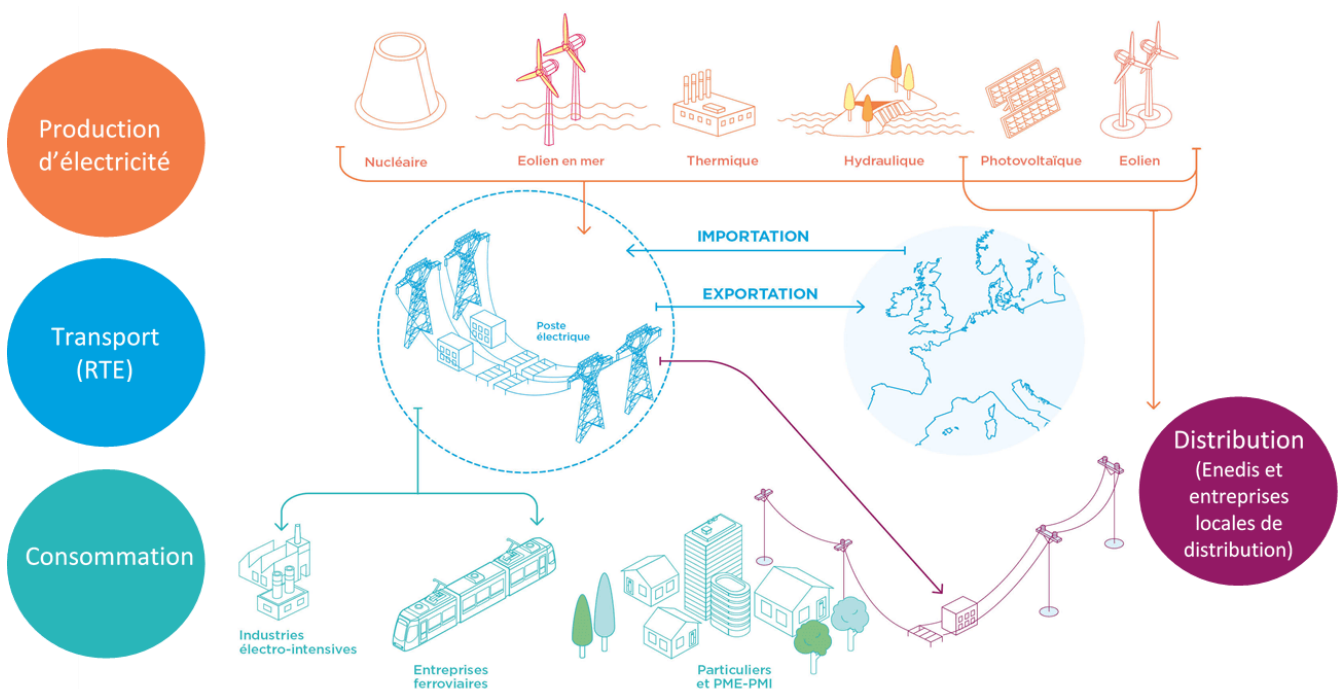 Production
d'électricité
Nucléaire
Eolien en mer
Thermique
Hydraulique
Photovoltaïque
Eolien
IMPORTATION
EXPORTATION
Transport
(RTE)
Poste
électrique
Distribution
(Enedis et
entreprises
locales de
distribution)
Consommation
Industries
électro-intensives
Entreprises
ferroviaires
Particuliers
et PME-PMI